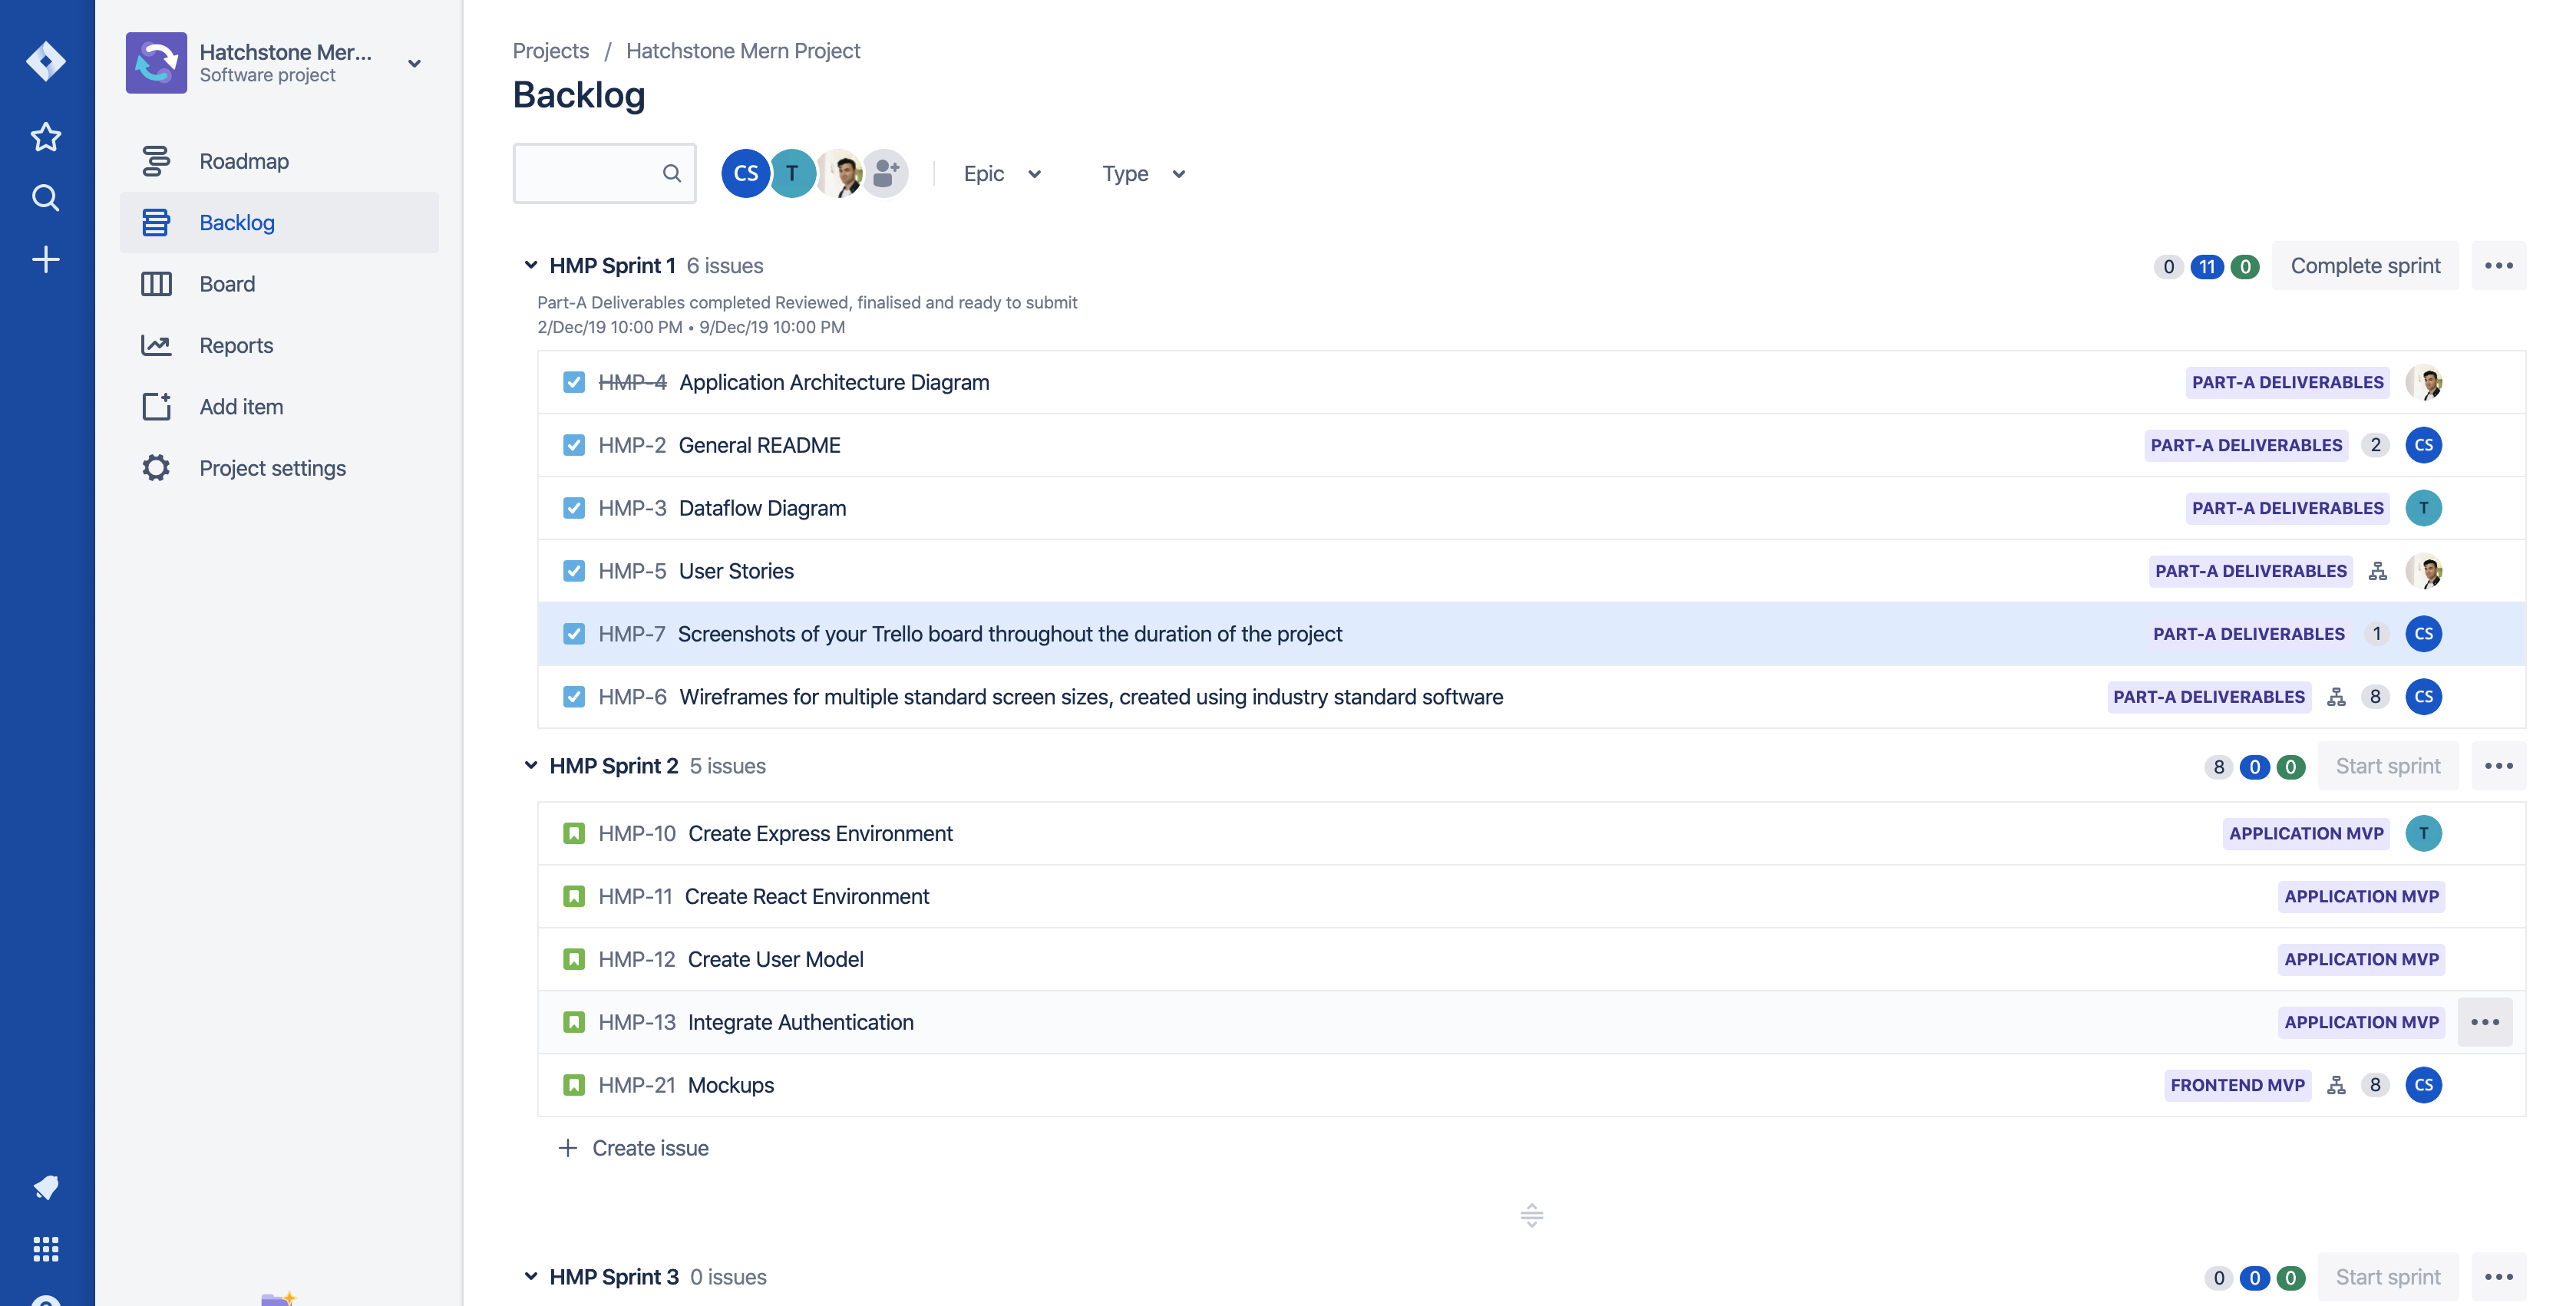 Hatchstone Mer...
Software project
Roadmap
Backlog
Board
Reports
Add item
Project settings
Projects / Hatchstone Mern Project
Backlog
CS T Epic Type
HMP Sprint 1 6 issues 0 11 0 Complete sprint
Part-A Deliverables completed Reviewed, finalised and ready to submit
2/Dec/19 10:00 PM • 9/Dec/19 10:00 PM
HMP-4 Application Architecture Diagram PART-A DELIVERABLES
HMP-2 General README PART-A DELIVERABLES 2 CS
HMP-3 Dataflow Diagram PART-A DELIVERABLES T
HMP-5 User Stories PART-A DELIVERABLES
HMP-7 Screenshots of your Trello board throughout the duration of the project PART-A DELIVERABLES 1 CS
HMP-6 Wireframes for multiple standard screen sizes, created using industry standard software PART-A DELIVERABLES 8 CS
HMP Sprint 2 5 issues 8 0 0 Start sprint
HMP-10 Create Express Environment APPLICATION MVP T
HMP-11 Create React Environment APPLICATION MVP
HMP-12 Create User Model APPLICATION MVP
HMP-13 Integrate Authentication APPLICATION MVP
HMP-21 Mockups FRONTEND MVP 8 CS
Create issue
HMP Sprint 3 0 issues 0 0 0 Start sprint